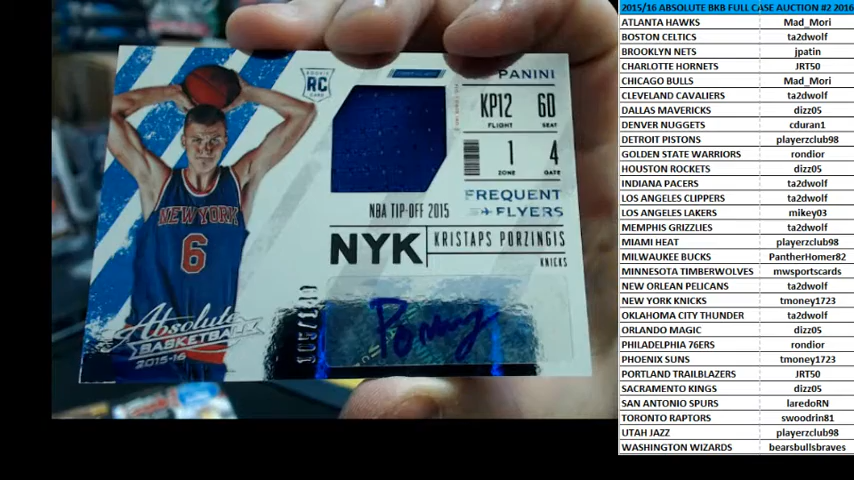 RC
PANINI
KP12
6D
FLIGHT
SEAT
1
4
ZONE
GATE
FREQUENT
FLYERS
NBA TIP-OFF 2015
NYK
KRISTAPS PORZINGIS
KNICKS
NEW YORK
6
Absolute
BASKETBALL
2015-16
2015/16 ABSOLUTE BKB FULL CASE AUCTION #2 2016
ATLANTA HAWKS Mad_Mori
BOSTON CELTICS ta2dwolf
BROOKLYN NETS jpatin
CHARLOTTE HORNETS JRT50
CHICAGO BULLS Mad_Mori
CLEVELAND CAVALIERS ta2dwolf
DALLAS MAVERICKS dizz05
DENVER NUGGETS cduran1
DETROIT PISTONS playerzclub98
GOLDEN STATE WARRIORS rondior
HOUSTON ROCKETS dizz05
INDIANA PACERS ta2dwolf
LOS ANGELES CLIPPERS ta2dwolf
LOS ANGELES LAKERS mikey03
MEMPHIS GRIZZLIES ta2dwolf
MIAMI HEAT playerzclub98
MILWAUKEE BUCKS PantherHomer82
MINNESOTA TIMBERWOLVES mwsportscards
NEW ORLEAN PELICANS ta2dwolf
NEW YORK KNICKS tmoney1723
OKLAHOMA CITY THUNDER ta2dwolf
ORLANDO MAGIC dizz05
PHILADELPHIA 76ERS rondior
PHOENIX SUNS tmoney1723
PORTLAND TRAILBLAZERS JRT50
SACRAMENTO KINGS dizz05
SAN ANTONIO SPURS laredoRN
TORONTO RAPTORS swoodrin81
UTAH JAZZ playerzclub98
WASHINGTON WIZARDS bearsbullsbraves